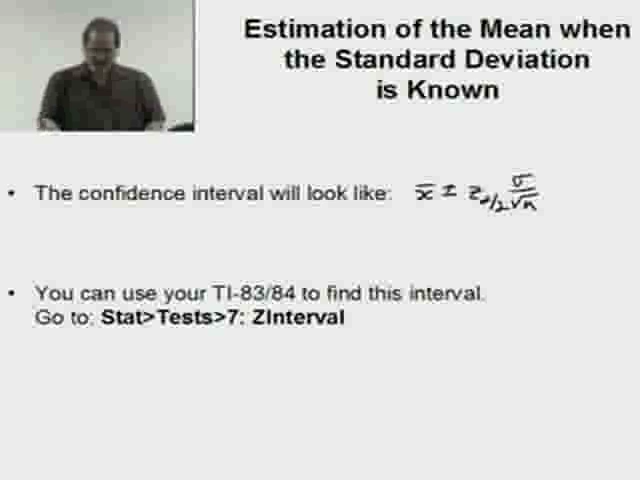 Estimation of the Mean when
the Standard Deviation
is Known
• The confidence interval will look like: x̄ ± z_α/2 σ/√n
• You can use your TI-83/84 to find this interval.
Go to: Stat>Tests>7: ZInterval